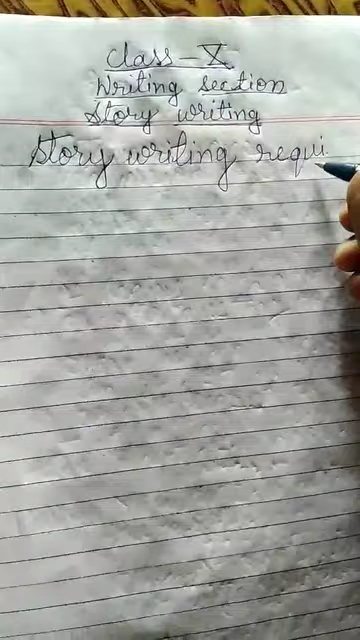 Class - X
Writing section
Story writing
Story writing requi